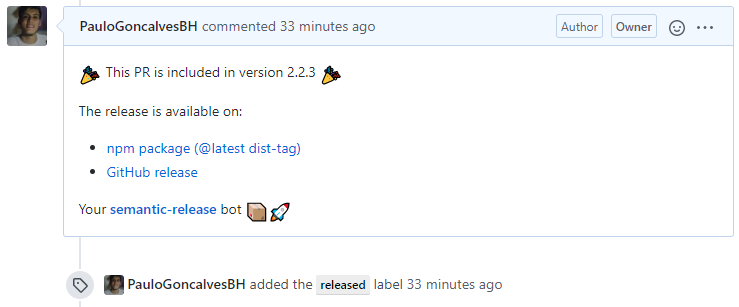 PauloGoncalvesBH commented 33 minutes ago Author Owner
This PR is included in version 2.2.3
The release is available on:
npm package (@latest dist-tag)
GitHub release
Your semantic-release bot
PauloGoncalvesBH added the released label 33 minutes ago